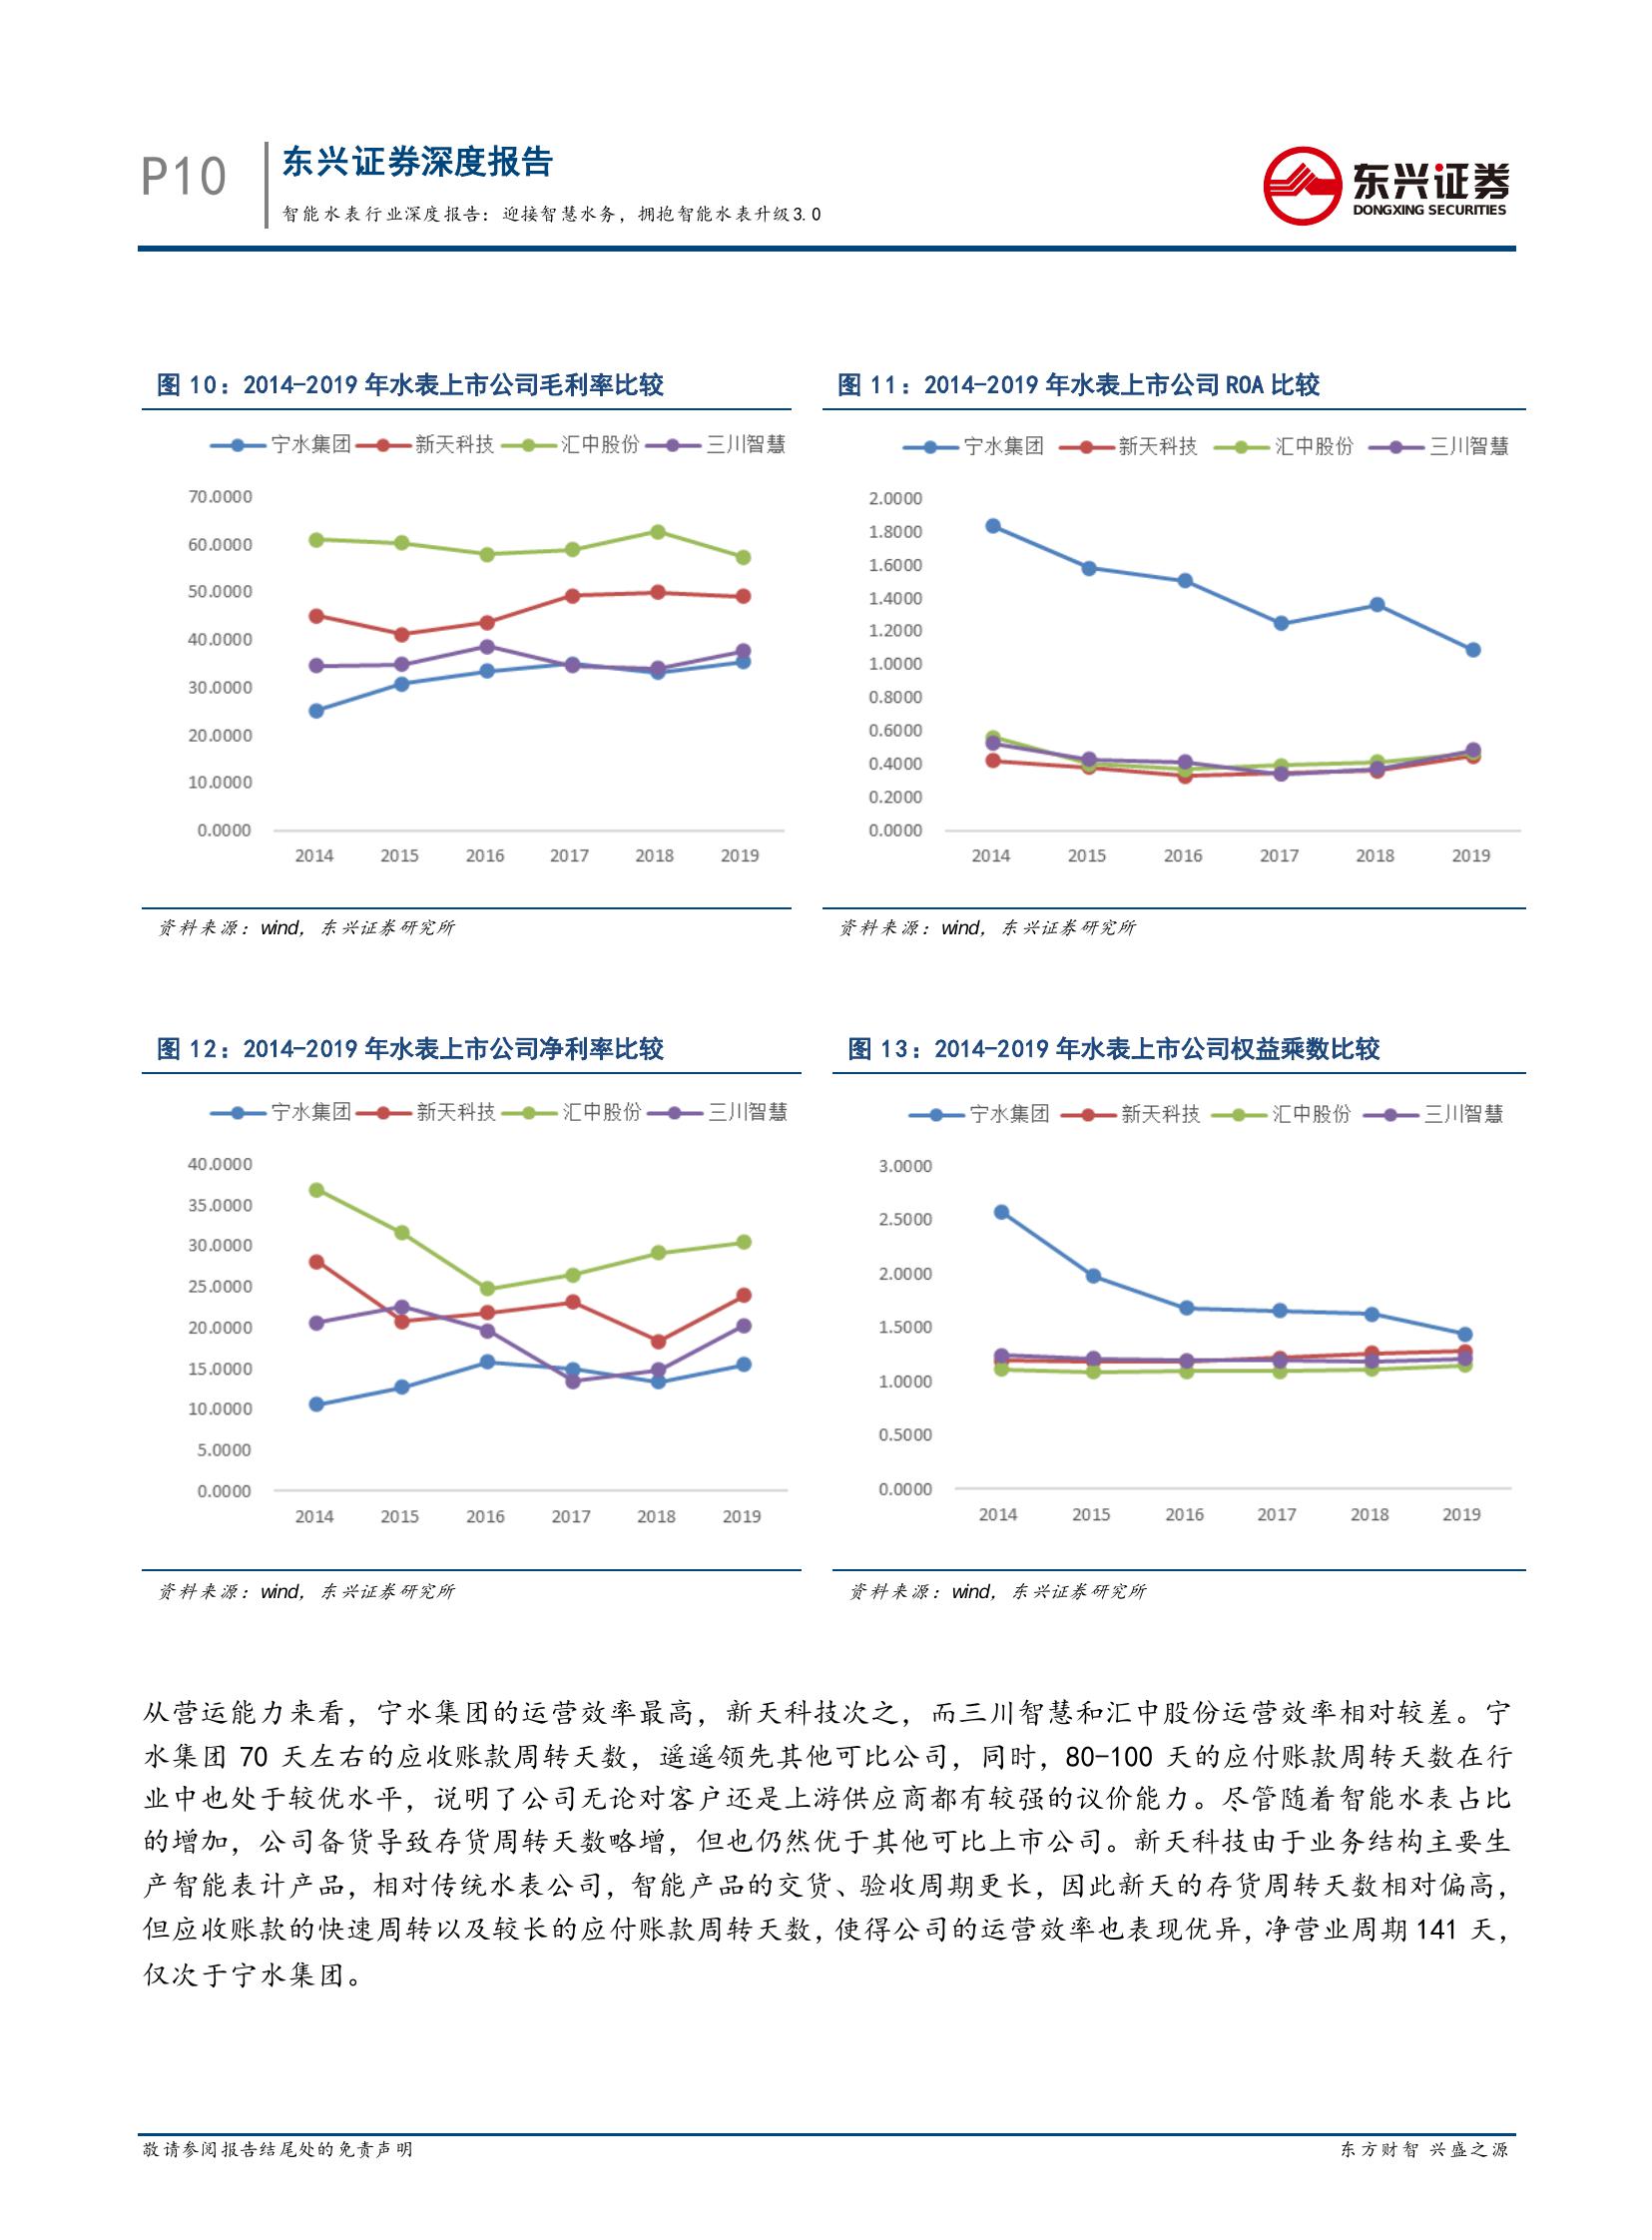 P10
东兴证券深度报告
智能水表行业深度报告：迎接智慧水务，拥抱智能水表升级3.0
东兴证券
DONGXING SECURITIES
图 10：2014-2019 年水表上市公司毛利率比较
宁水集团 新天科技 汇中股份 三川智慧
70.0000
60.0000
50.0000
40.0000
30.0000
20.0000
10.0000
0.0000
2014 2015 2016 2017 2018 2019
资料来源：wind，东兴证券研究所
图 11：2014-2019 年水表上市公司 ROA 比较
宁水集团 新天科技 汇中股份 三川智慧
2.0000
1.8000
1.6000
1.4000
1.2000
1.0000
0.8000
0.6000
0.4000
0.2000
0.0000
2014 2015 2016 2017 2018 2019
资料来源：wind，东兴证券研究所
图 12：2014-2019 年水表上市公司净利率比较
宁水集团 新天科技 汇中股份 三川智慧
40.0000
35.0000
30.0000
25.0000
20.0000
15.0000
10.0000
5.0000
0.0000
2014 2015 2016 2017 2018 2019
资料来源：wind，东兴证券研究所
图 13：2014-2019 年水表上市公司权益乘数比较
宁水集团 新天科技 汇中股份 三川智慧
3.0000
2.5000
2.0000
1.5000
1.0000
0.5000
0.0000
2014 2015 2016 2017 2018 2019
资料来源：wind，东兴证券研究所
从营运能力来看，宁水集团的运营效率最高，新天科技次之，而三川智慧和汇中股份运营效率相对较差。宁
水集团 70 天左右的应收账款周转天数，遥遥领先其他可比公司，同时，80-100 天的应付账款周转天数在行
业中也处于较优水平，说明了公司无论对客户还是上游供应商都有较强的议价能力。尽管随着智能水表占比
的增加，公司备货导致存货周转天数略增，但也仍然优于其他可比上市公司。新天科技由于业务结构主要生
产智能表计产品，相对传统水表公司，智能产品的交货、验收周期更长，因此新天的存货周转天数相对偏高，
但应收账款的快速周转以及较长的应付账款周转天数，使得公司的运营效率也表现优异，净营业周期 141 天，
仅次于宁水集团。
敬请参阅报告结尾处的免责声明
东方财智 兴盛之源